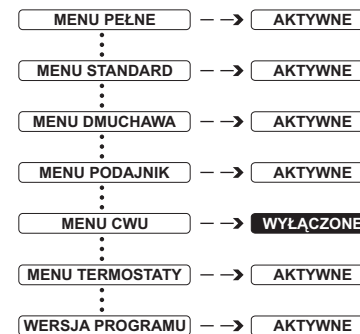 MENU PEŁNE AKTYWNE
MENU STANDARD AKTYWNE
MENU DMUCHAWA AKTYWNE
MENU PODAJNIK AKTYWNE
MENU CWU WYŁĄCZONE
MENU TERMOSTATY AKTYWNE
WERSJA PROGRAMU AKTYWNE